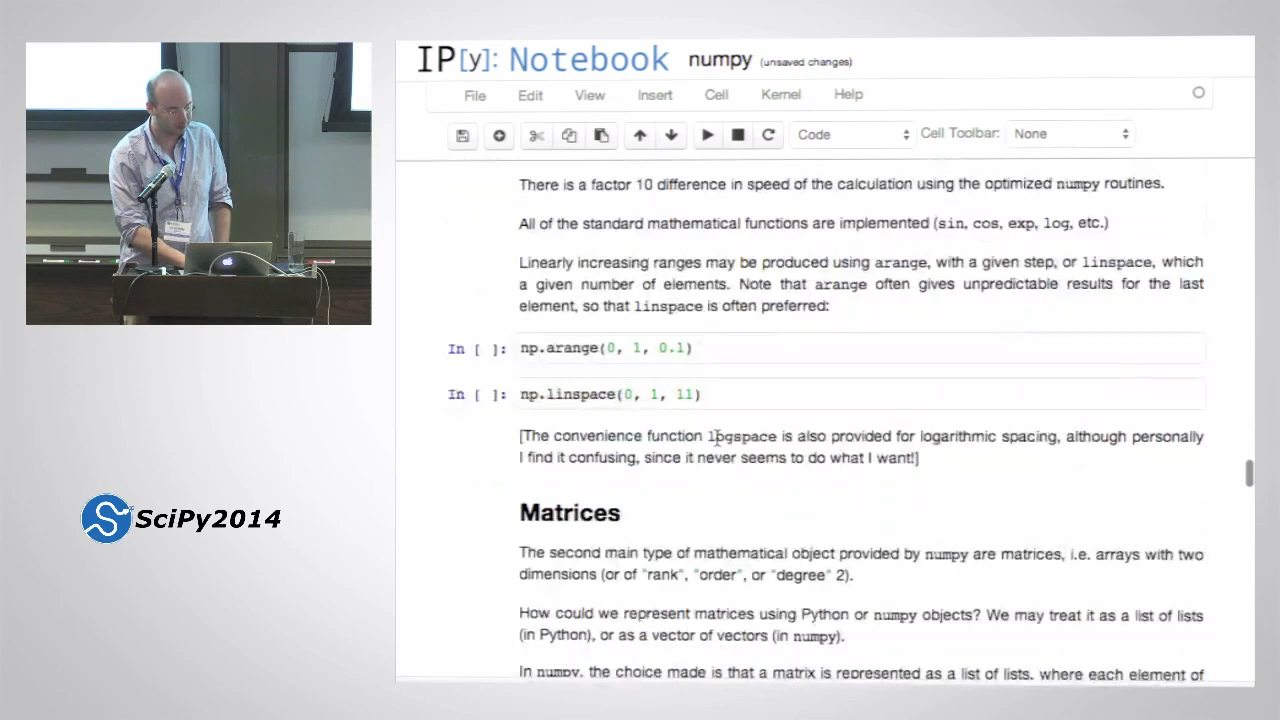 IP[y]: Notebook numpy (unsaved changes)
File Edit View Insert Cell Kernel Help
Code Cell Toolbar: None
There is a factor 10 difference in speed of the calculation using the optimized numpy routines.
All of the standard mathematical functions are implemented (sin, cos, exp, log, etc.)
Linearly increasing ranges may be produced using arange, with a given step, or linspace, which
a given number of elements. Note that arange often gives unpredictable results for the last
element, so that linspace is often preferred:
In [ ]: np.arange(0, 1, 0.1)
In [ ]: np.linspace(0, 1, 11)
[The convenience function logspace is also provided for logarithmic spacing, although personally
I find it confusing, since it never seems to do what I want!]
Matrices
The second main type of mathematical object provided by numpy are matrices, i.e. arrays with two
dimensions (or of "rank", "order", or "degree" 2).
How could we represent matrices using Python or numpy objects? We may treat it as a list of lists
(in Python), or as a vector of vectors (in numpy).
In numpy, the choice made is that a matrix is represented as a list of lists, where each element of
SciPy2014